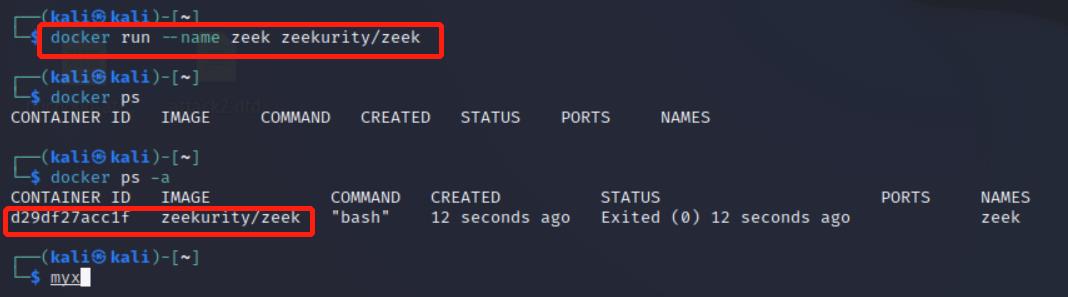 ┌──(kali㉿kali)-[~]
└─$ docker run --name zeek zeekurity/zeek
┌──(kali㉿kali)-[~]
└─$ docker ps
CONTAINER ID IMAGE COMMAND CREATED STATUS PORTS NAMES
┌──(kali㉿kali)-[~]
└─$ docker ps -a
CONTAINER ID IMAGE COMMAND CREATED STATUS PORTS NAMES
d29df27acc1f zeekurity/zeek "bash" 12 seconds ago Exited (0) 12 seconds ago zeek
┌──(kali㉿kali)-[~]
└─$ myx